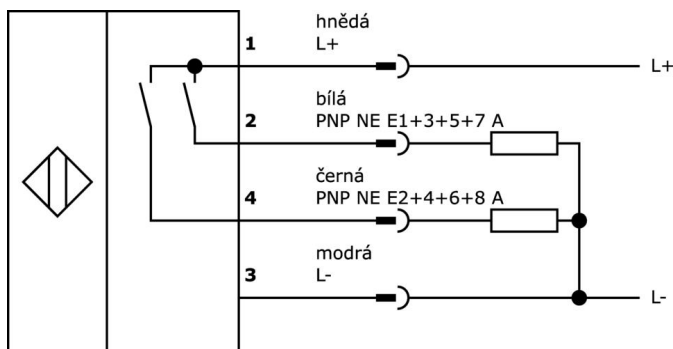 hnědá
1 L+
L+
bílá
2 PNP NE E1+3+5+7 A
černá
4 PNP NE E2+4+6+8 A
modrá
3 L-
L-